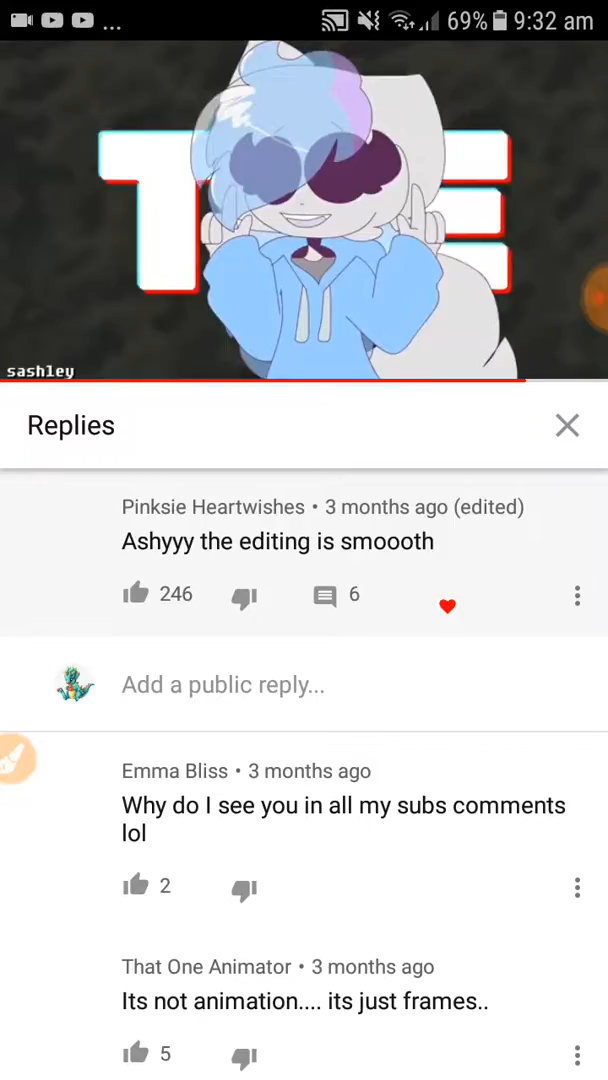 ... 69% 9:32 am
T E
sash1ey
Replies
Pinksie Heartwishes • 3 months ago (edited)
Ashyyy the editing is smoooth
246 6
Add a public reply...
Emma Bliss • 3 months ago
Why do I see you in all my subs comments
lol
2
That One Animator • 3 months ago
Its not animation.... its just frames..
5